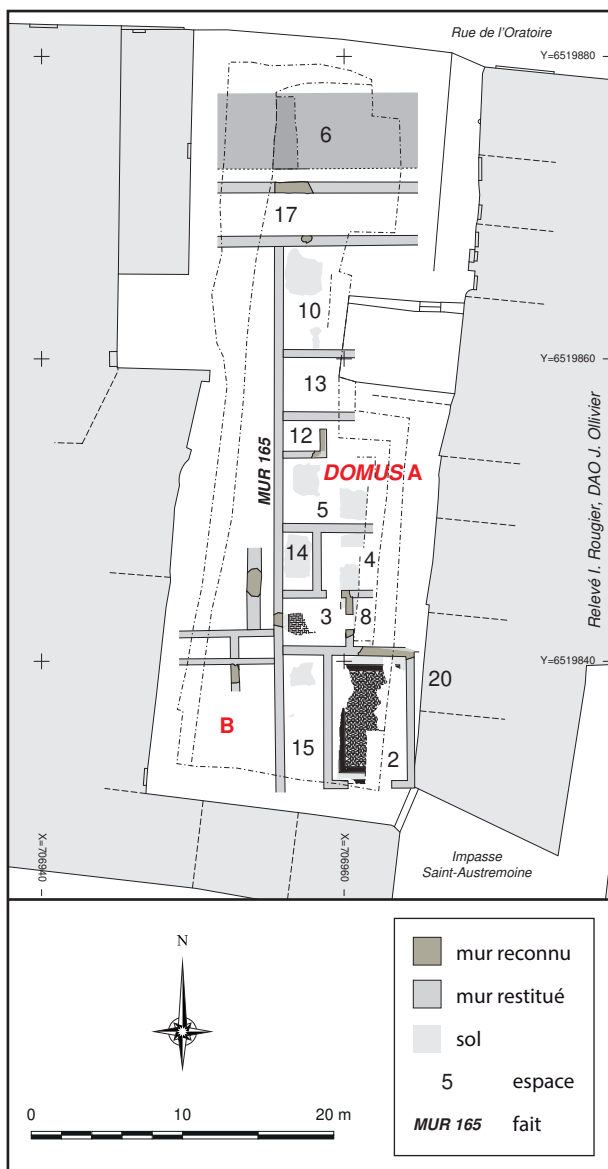 Rue de l'Oratoire
Y=6519880
6
17
10
Y=6519860
13
12
MUR 165
DOMUS A
5
14
4
3
8
Y=6519840
20
B
15
2
X=706940
X=706960
Impasse
Saint-Austremoine
Relevé I. Rougier, DAO J. Ollivier
N
0 10 20 m
mur reconnu
mur restitué
sol
5 espace
MUR 165 fait